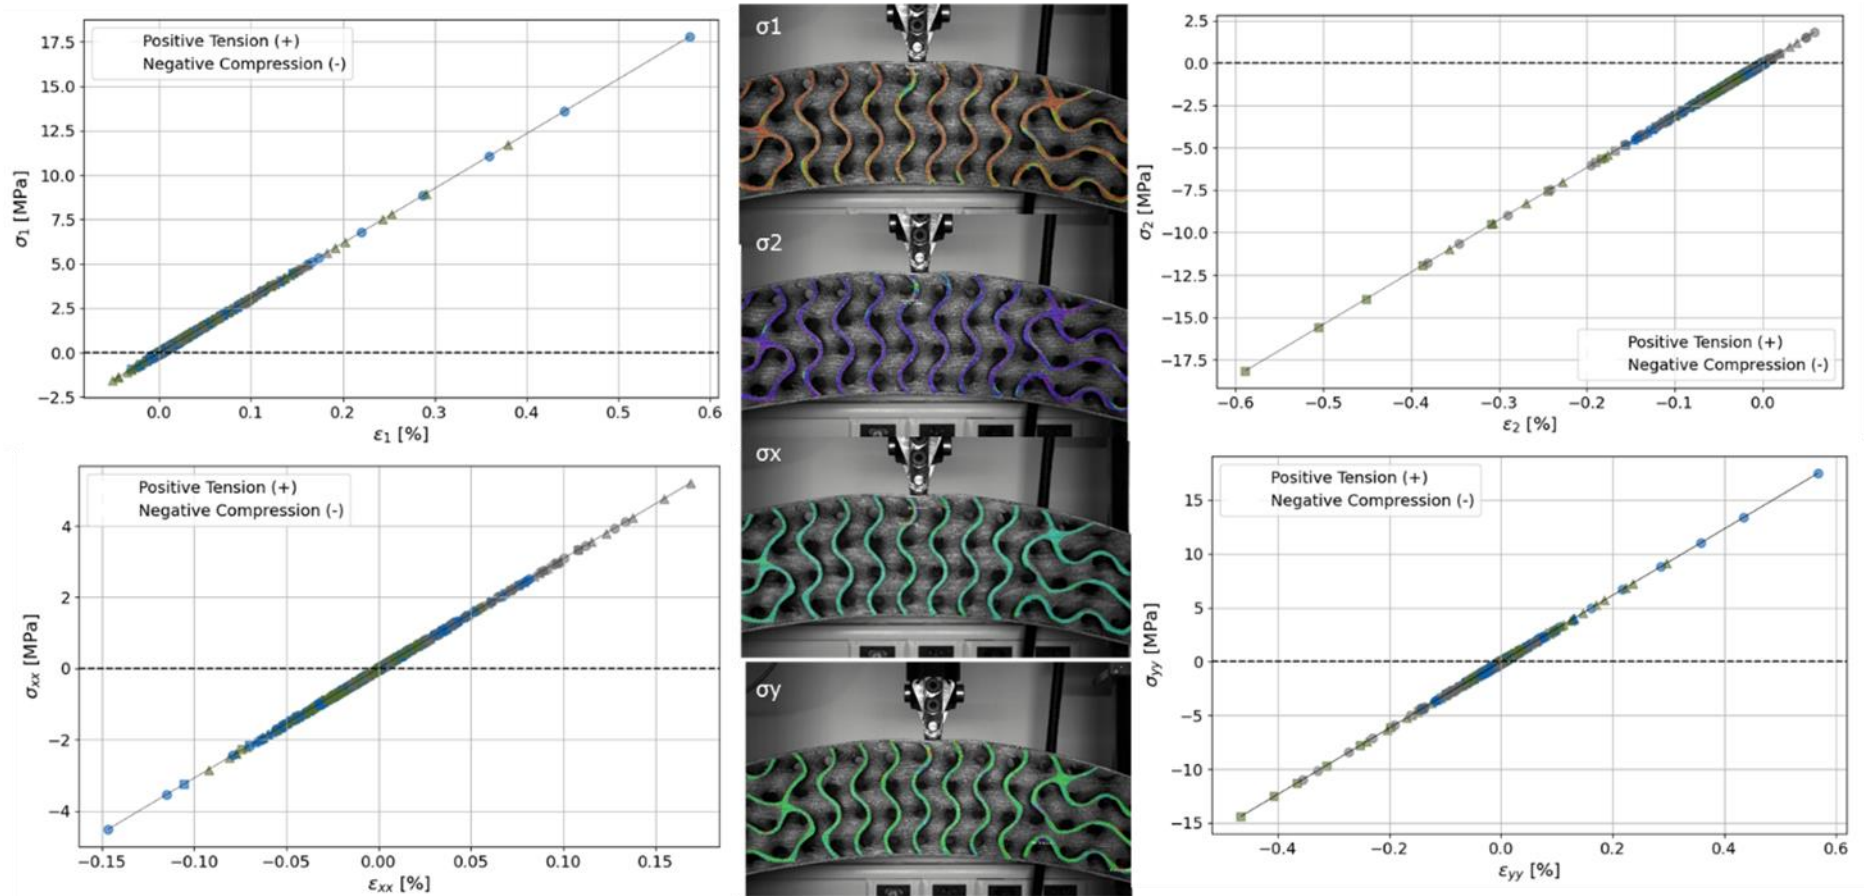 Positive Tension (+)
Negative Compression (-)
17.5
15.0
12.5
10.0
7.5
5.0
2.5
0.0
−2.5
σ1 [MPa]
0.0 0.1 0.2 0.3 0.4 0.5 0.6
ε1 [%]
σ1
σ2
σx
σy
Positive Tension (+)
Negative Compression (-)
2.5
0.0
−2.5
−5.0
−7.5
−10.0
−12.5
−15.0
−17.5
σ2 [MPa]
−0.6 −0.5 −0.4 −0.3 −0.2 −0.1 0.0
ε2 [%]
Positive Tension (+)
Negative Compression (-)
4
2
0
−2
−4
σxx [MPa]
−0.15 −0.10 −0.05 0.00 0.05 0.10 0.15
εxx [%]
Positive Tension (+)
Negative Compression (-)
15
10
5
0
−5
−10
−15
σyy [MPa]
−0.4 −0.2 0.0 0.2 0.4 0.6
εyy [%]